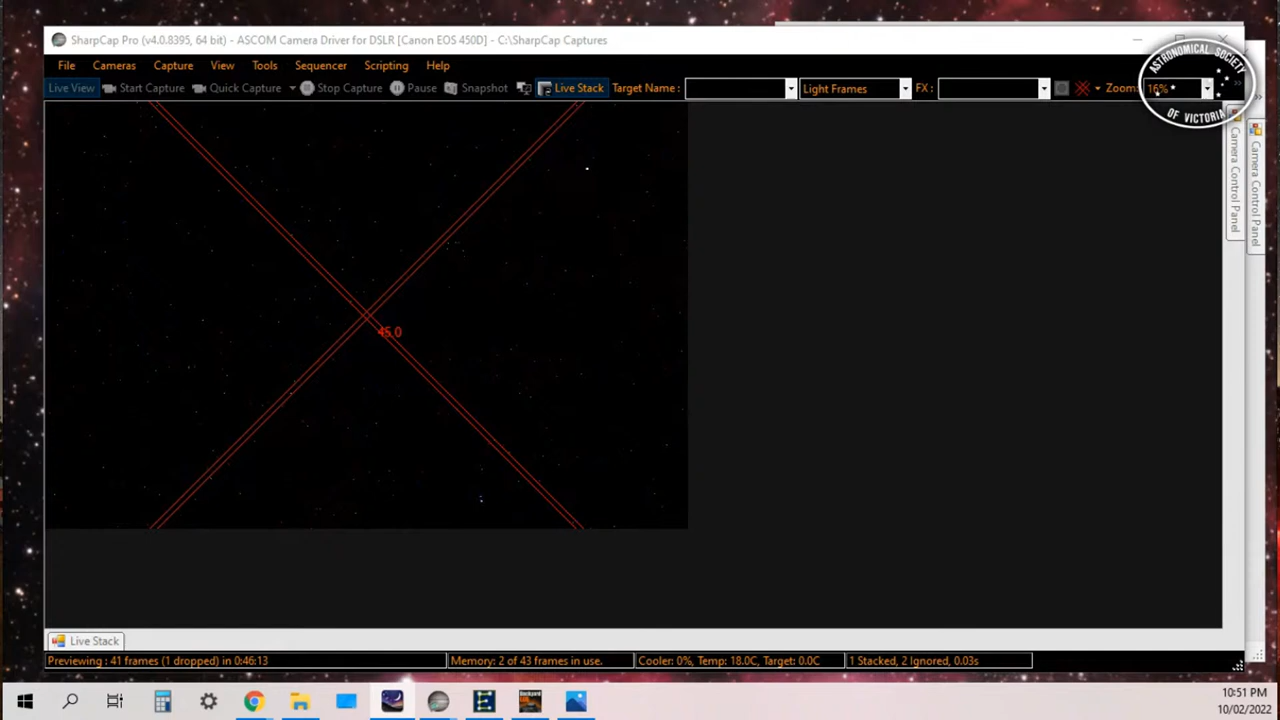 SharpCap Pro (v4.0.8395, 64 bit) - ASCOM Camera Driver for DSLR [Canon EOS 450D] - C:\SharpCap Captures
File Cameras Capture View Tools Sequencer Scripting Help
Live View Start Capture Quick Capture Stop Capture Pause Snapshot Live Stack Target Name : Light Frames FX : Zoom: 16%
ASTRONOMICAL SOCIETY
OF VICTORIA
Camera Control Panel
Camera Control Panel
45.0
Live Stack
Previewing : 41 frames (1 dropped) in 0:46:13 Memory: 2 of 43 frames in use. Cooler: 0%, Temp: 18.0C, Target: 0.0C 1 Stacked, 2 Ignored, 0.03s
10:51 PM
10/02/2022